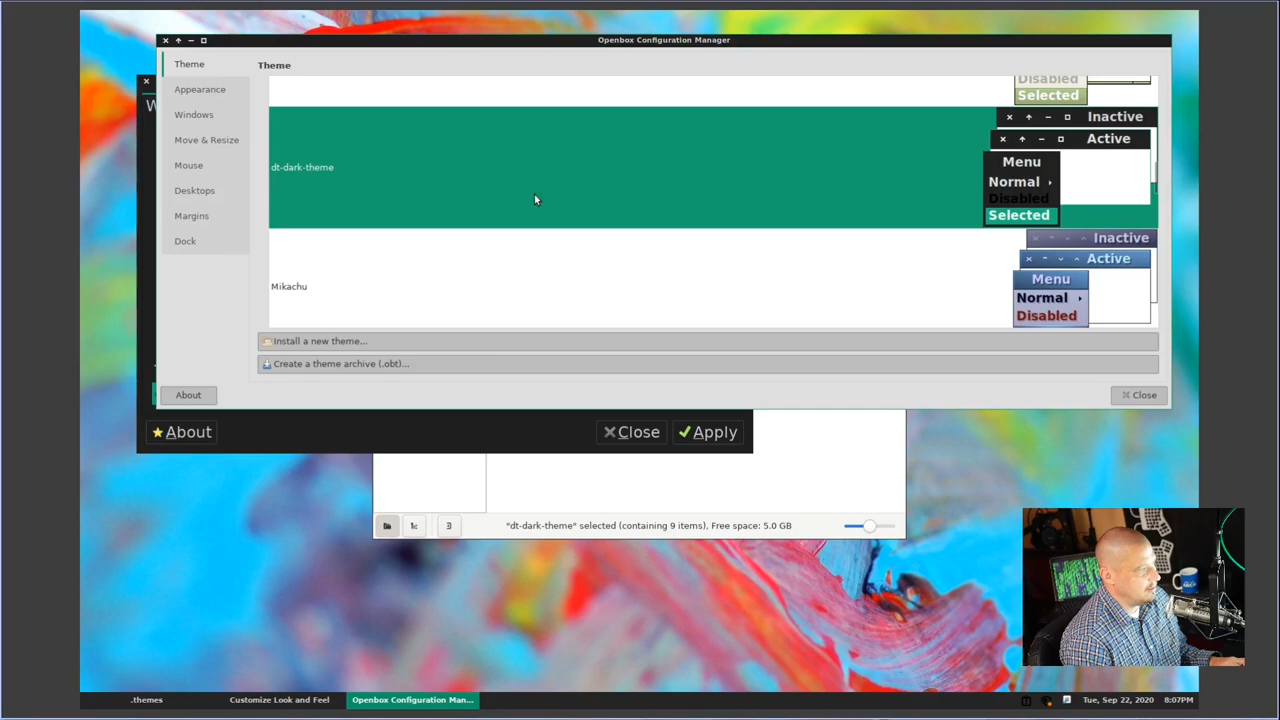 Openbox Configuration Manager
Theme
Appearance
Windows
Move & Resize
Mouse
Desktops
Margins
Dock
About
Theme
Disabled
Selected
dt-dark-theme
Inactive
Active
Menu
Normal
Disabled
Selected
Mikachu
Inactive
Active
Menu
Normal
Disabled
Install a new theme...
Create a theme archive (.obt)...
Close
W
About
Close
Apply
"dt-dark-theme" selected (containing 9 items), Free space: 5.0 GB
.themes
Customize Look and Feel
Openbox Configuration Man...
Tue, Sep 22, 2020
8:07PM